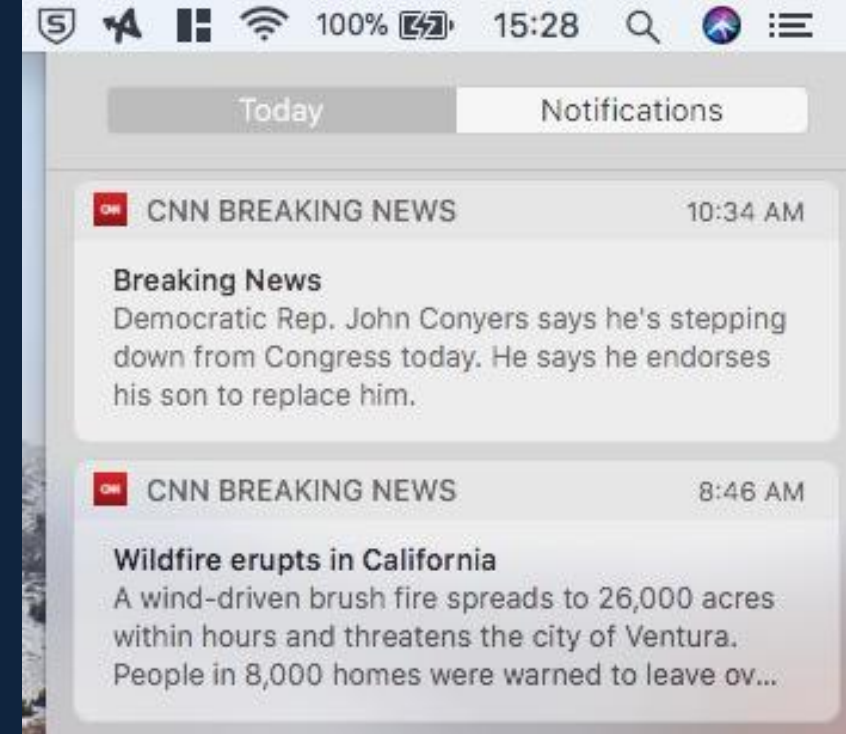 100% 15:28
Today Notifications
CNN BREAKING NEWS 10:34 AM
Breaking News
Democratic Rep. John Conyers says he's stepping
down from Congress today. He says he endorses
his son to replace him.
CNN BREAKING NEWS 8:46 AM
Wildfire erupts in California
A wind-driven brush fire spreads to 26,000 acres
within hours and threatens the city of Ventura.
People in 8,000 homes were warned to leave ov...